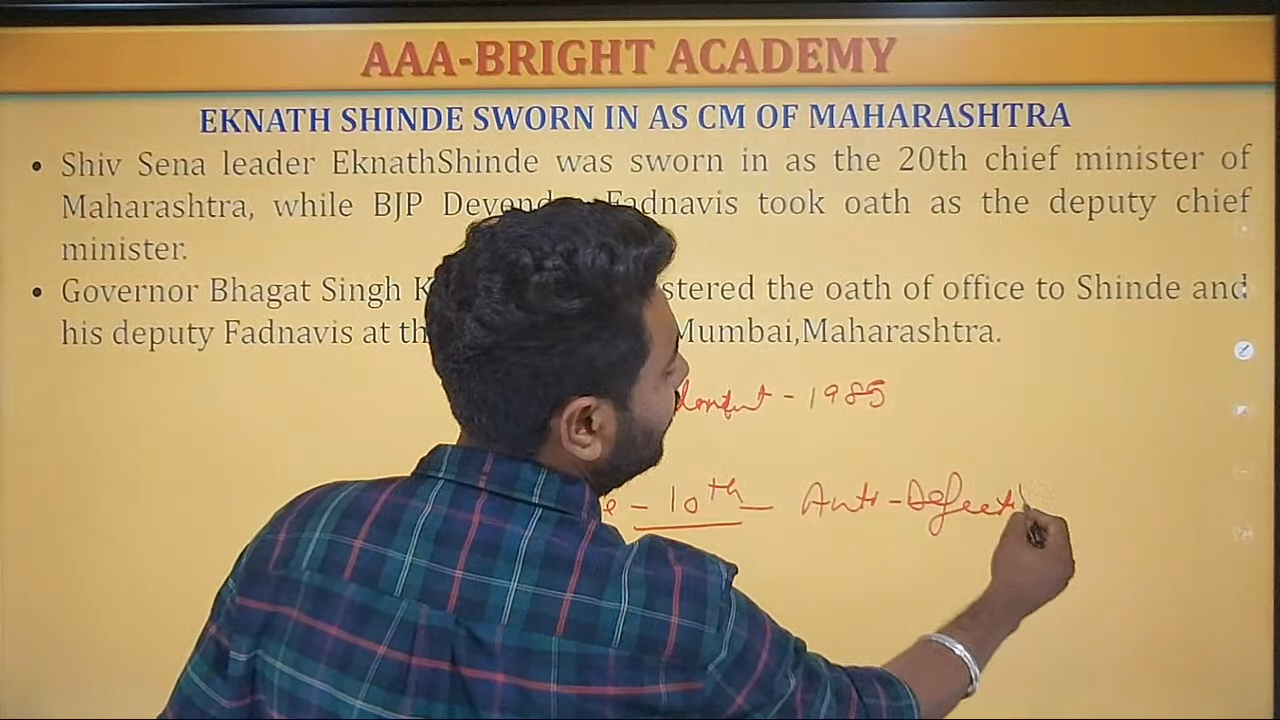 AAA-BRIGHT ACADEMY
EKNATH SHINDE SWORN IN AS CM OF MAHARASHTRA
• Shiv Sena leader EknathShinde was sworn in as the 20th chief minister of
Maharashtra, while BJP Devend Fadnavis took oath as the deputy chief
minister.
• Governor Bhagat Singh K stered the oath of office to Shinde and
his deputy Fadnavis at th Mumbai,Maharashtra.
- 1985
e - 10th - Anti-Defecti